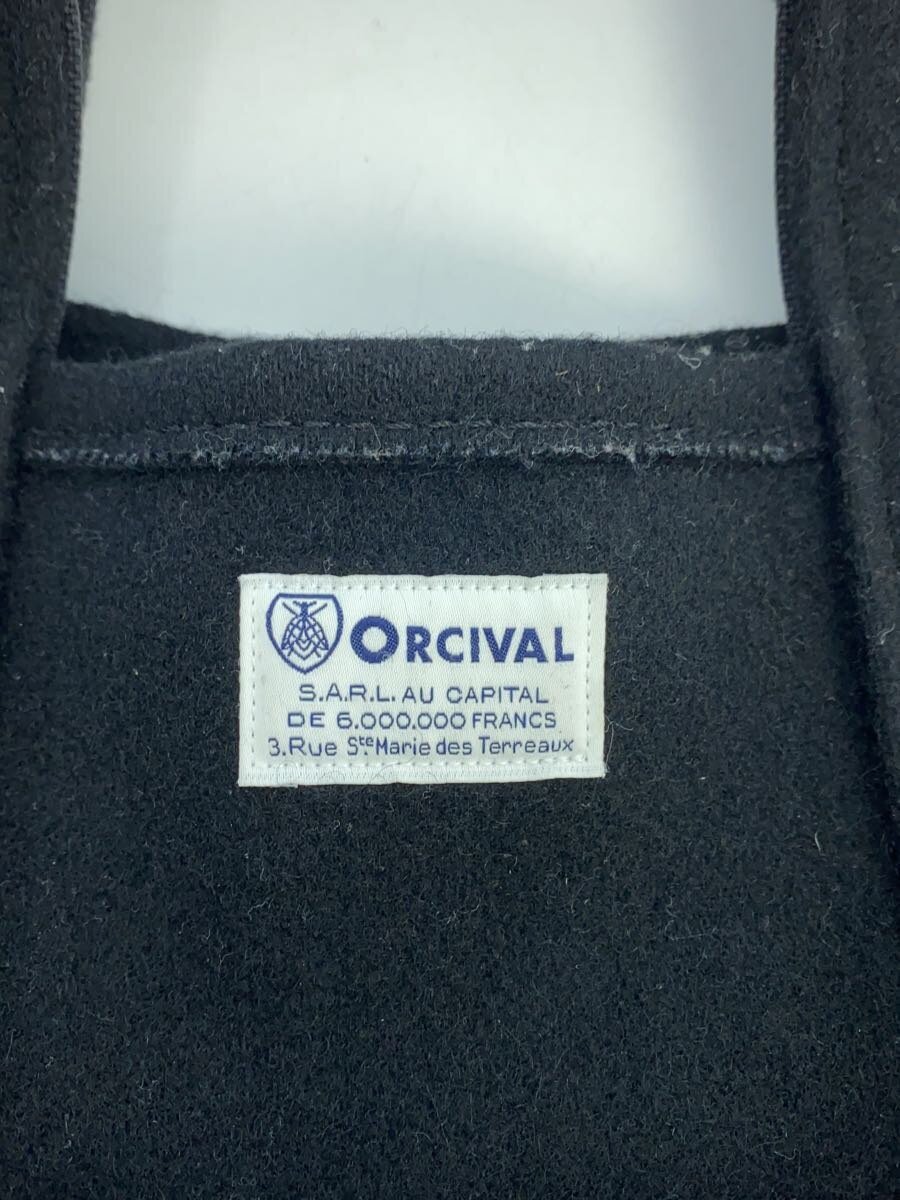 ORCIVAL
S.A.R.L. AU CAPITAL
DE 6.000.000 FRANCS
3.Rue Ste.Marie des Terreaux